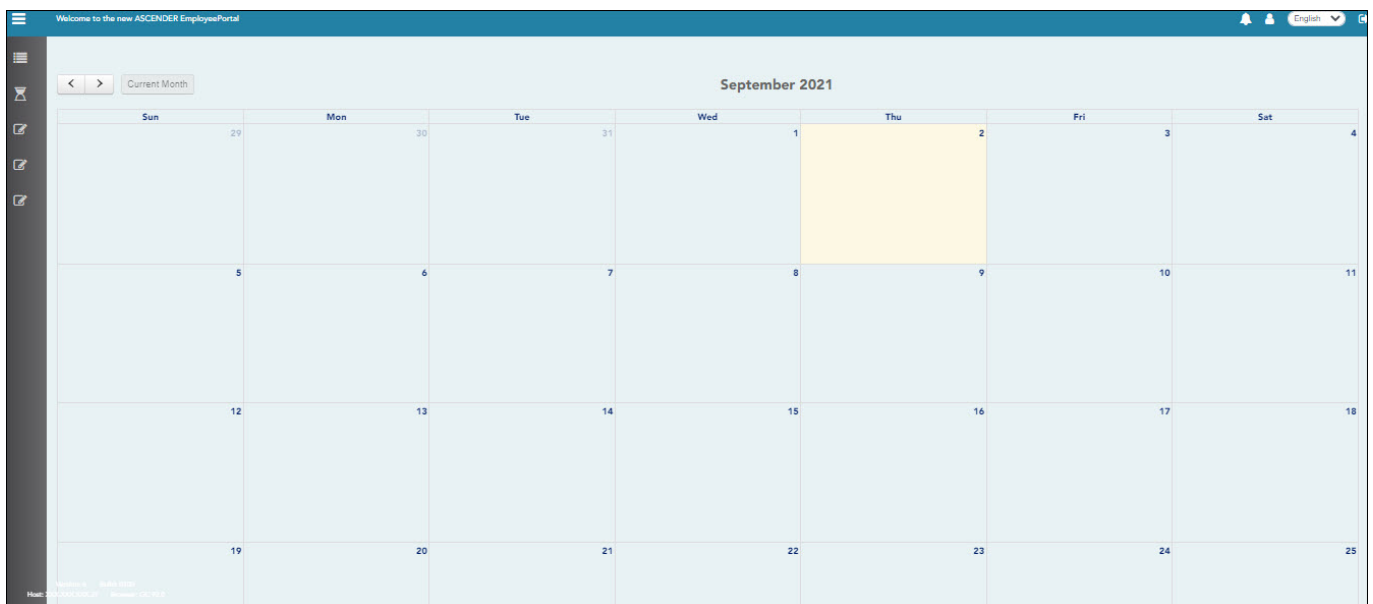 Welcome to the new ASCENDER EmployeePortal
English
Current Month
September 2021
Sun Mon Tue Wed Thu Fri Sat
29 30 31 1 2 3 4
5 6 7 8 9 10 11
12 13 14 15 16 17 18
19 20 21 22 23 24 25
Host: